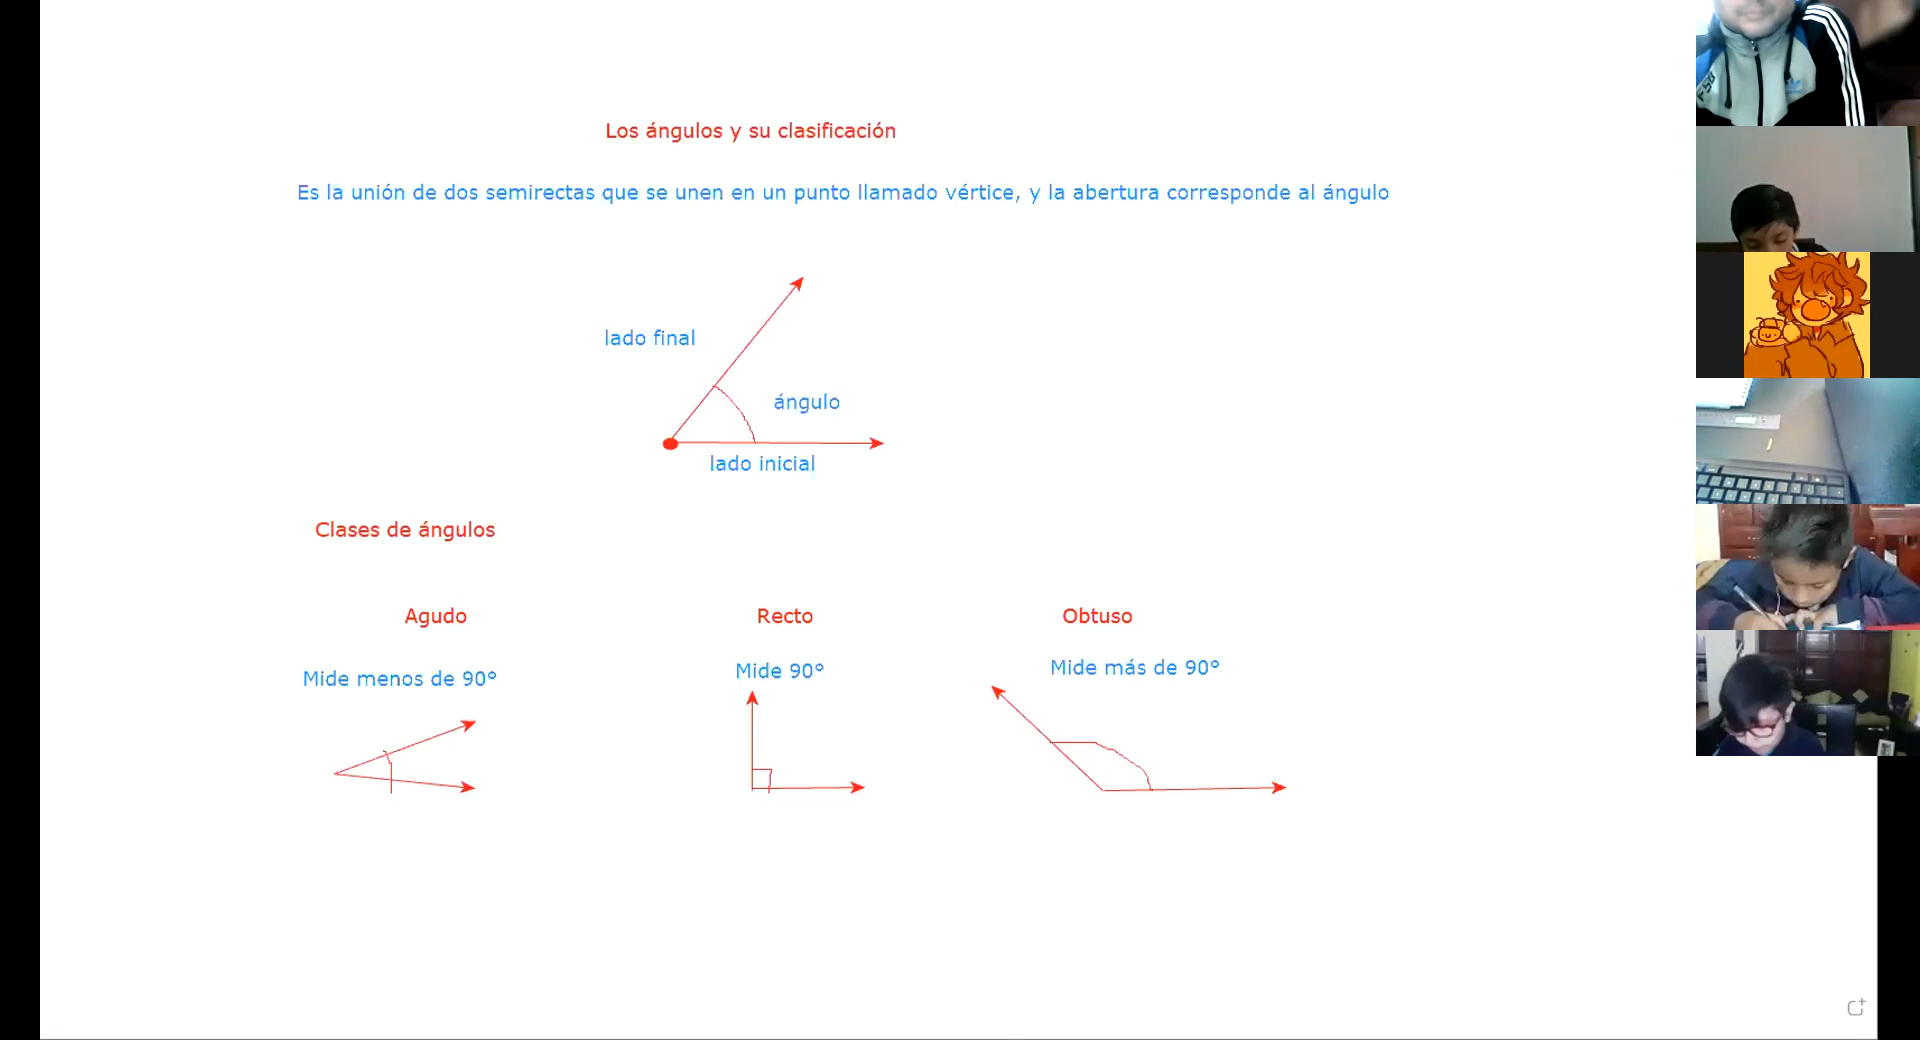 Los ángulos y su clasificación
Es la unión de dos semirectas que se unen en un punto llamado vértice, y la abertura corresponde al ángulo
lado final
ángulo
lado inicial
Clases de ángulos
Agudo
Recto
Obtuso
Mide menos de 90°
Mide 90°
Mide más de 90°